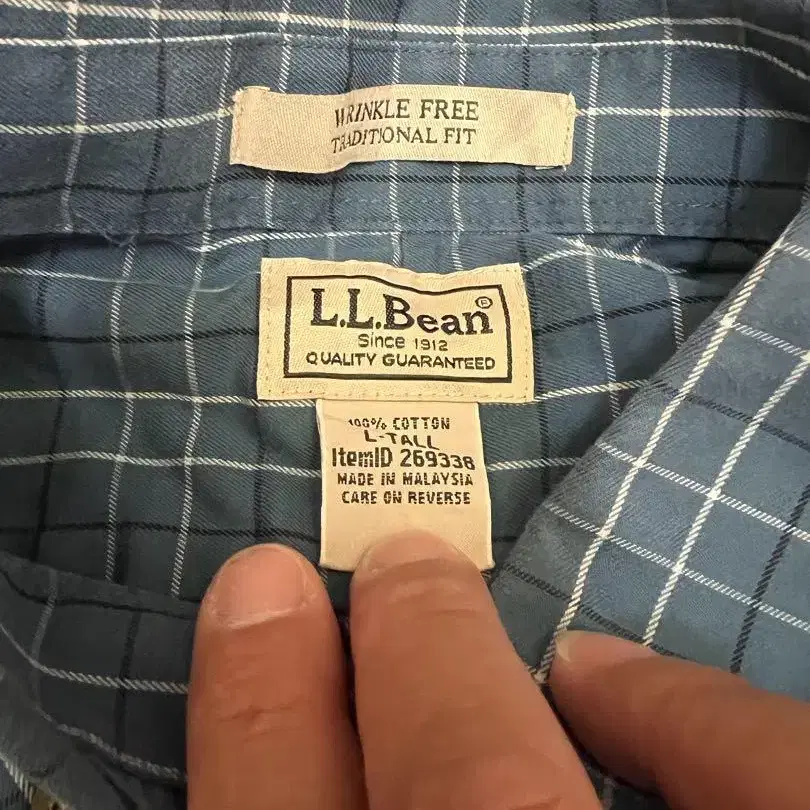 WRINKLE FREE
TRADITIONAL FIT
L.L.Bean®
Since 1912
QUALITY GUARANTEED
100% COTTON
L-TALL
ItemID 269338
MADE IN MALAYSIA
CARE ON REVERSE